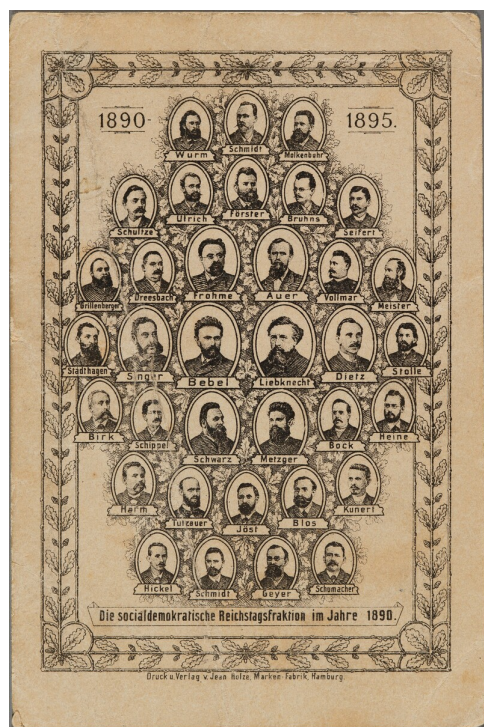 1890
1895.
Wurm Schmidt Molkenbuhr
Schultze Ulrich Förster Bruhns Seifert
Grillenberger Dreesbach Frohme Auer Vollmar Meister
Stadthagen Singer Bebel Liebknecht Dietz Stolle
Birk Schippel Schwarz Metzger Bock Heine
Harm Tutzauer Jöst Blos Kunert
Hickel Schmidt Geyer Schumacher
Die socialdemokratische Reichstagsfraktion im Jahre 1890.
Druck u. Verlag v. Jean Holze, Marken-Fabrik, Hamburg.